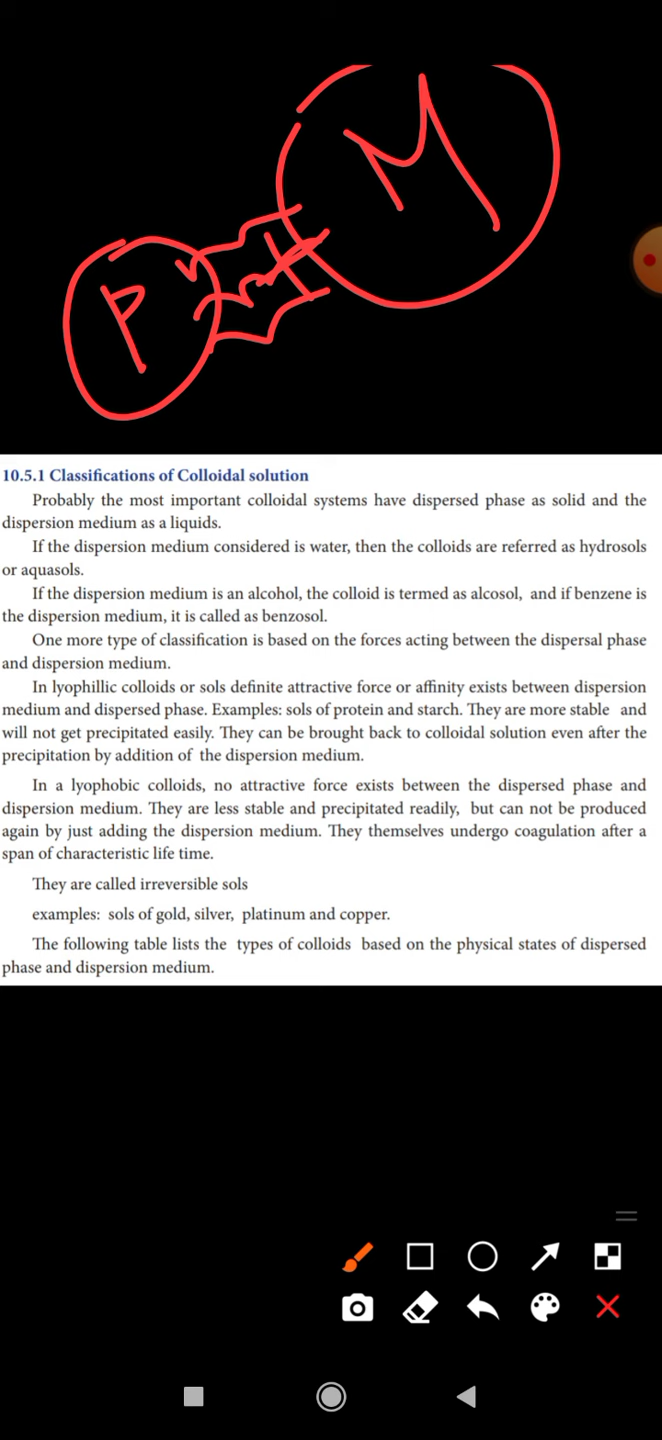 M
P
10.5.1 Classifications of Colloidal solution
Probably the most important colloidal systems have dispersed phase as solid and the
dispersion medium as a liquids.
If the dispersion medium considered is water, then the colloids are referred as hydrosols
or aquasols.
If the dispersion medium is an alcohol, the colloid is termed as alcosol, and if benzene is
the dispersion medium, it is called as benzosol.
One more type of classification is based on the forces acting between the dispersal phase
and dispersion medium.
In lyophillic colloids or sols definite attractive force or affinity exists between dispersion
medium and dispersed phase. Examples: sols of protein and starch. They are more stable and
will not get precipitated easily. They can be brought back to colloidal solution even after the
precipitation by addition of the dispersion medium.
In a lyophobic colloids, no attractive force exists between the dispersed phase and
dispersion medium. They are less stable and precipitated readily, but can not be produced
again by just adding the dispersion medium. They themselves undergo coagulation after a
span of characteristic life time.
They are called irreversible sols
examples: sols of gold, silver, platinum and copper.
The following table lists the types of colloids based on the physical states of dispersed
phase and dispersion medium.